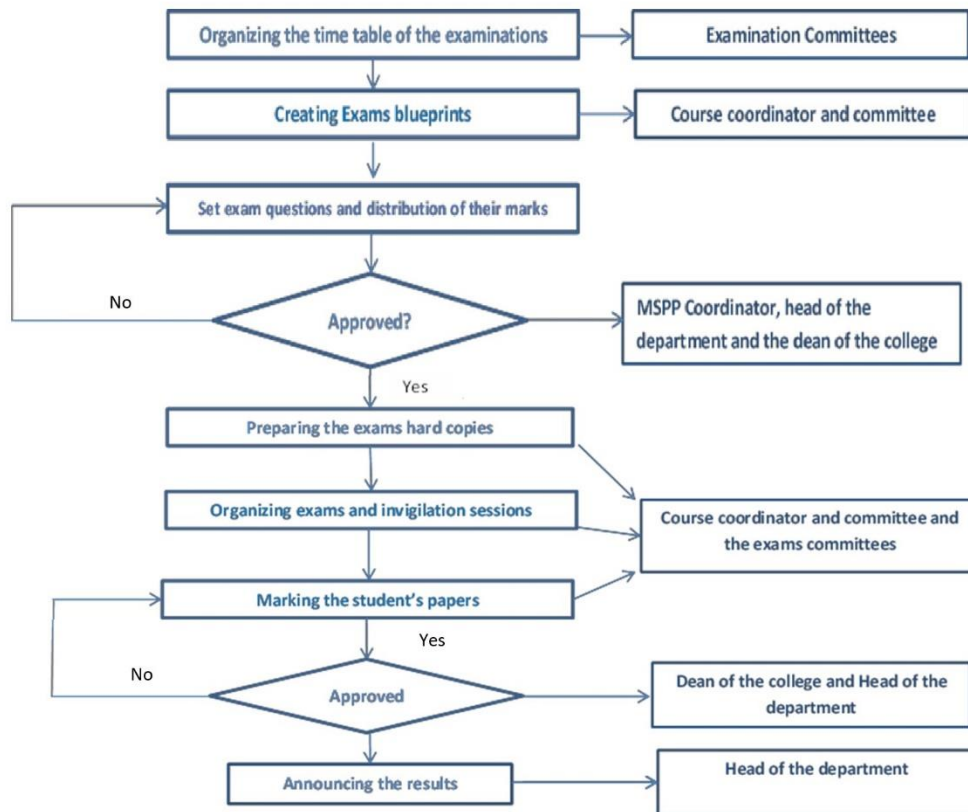 Organizing the time table of the examinations
Examination Committees
Creating Exams blueprints
Course coordinator and committee
Set exam questions and distribution of their marks
No
Approved?
MSPP Coordinator, head of the
department and the dean of the college
Yes
Preparing the exams hard copies
Organizing exams and invigilation sessions
Course coordinator and committee and
the exams committees
Marking the student's papers
Yes
No
Approved
Dean of the college and Head of the
department
Announcing the results
Head of the department